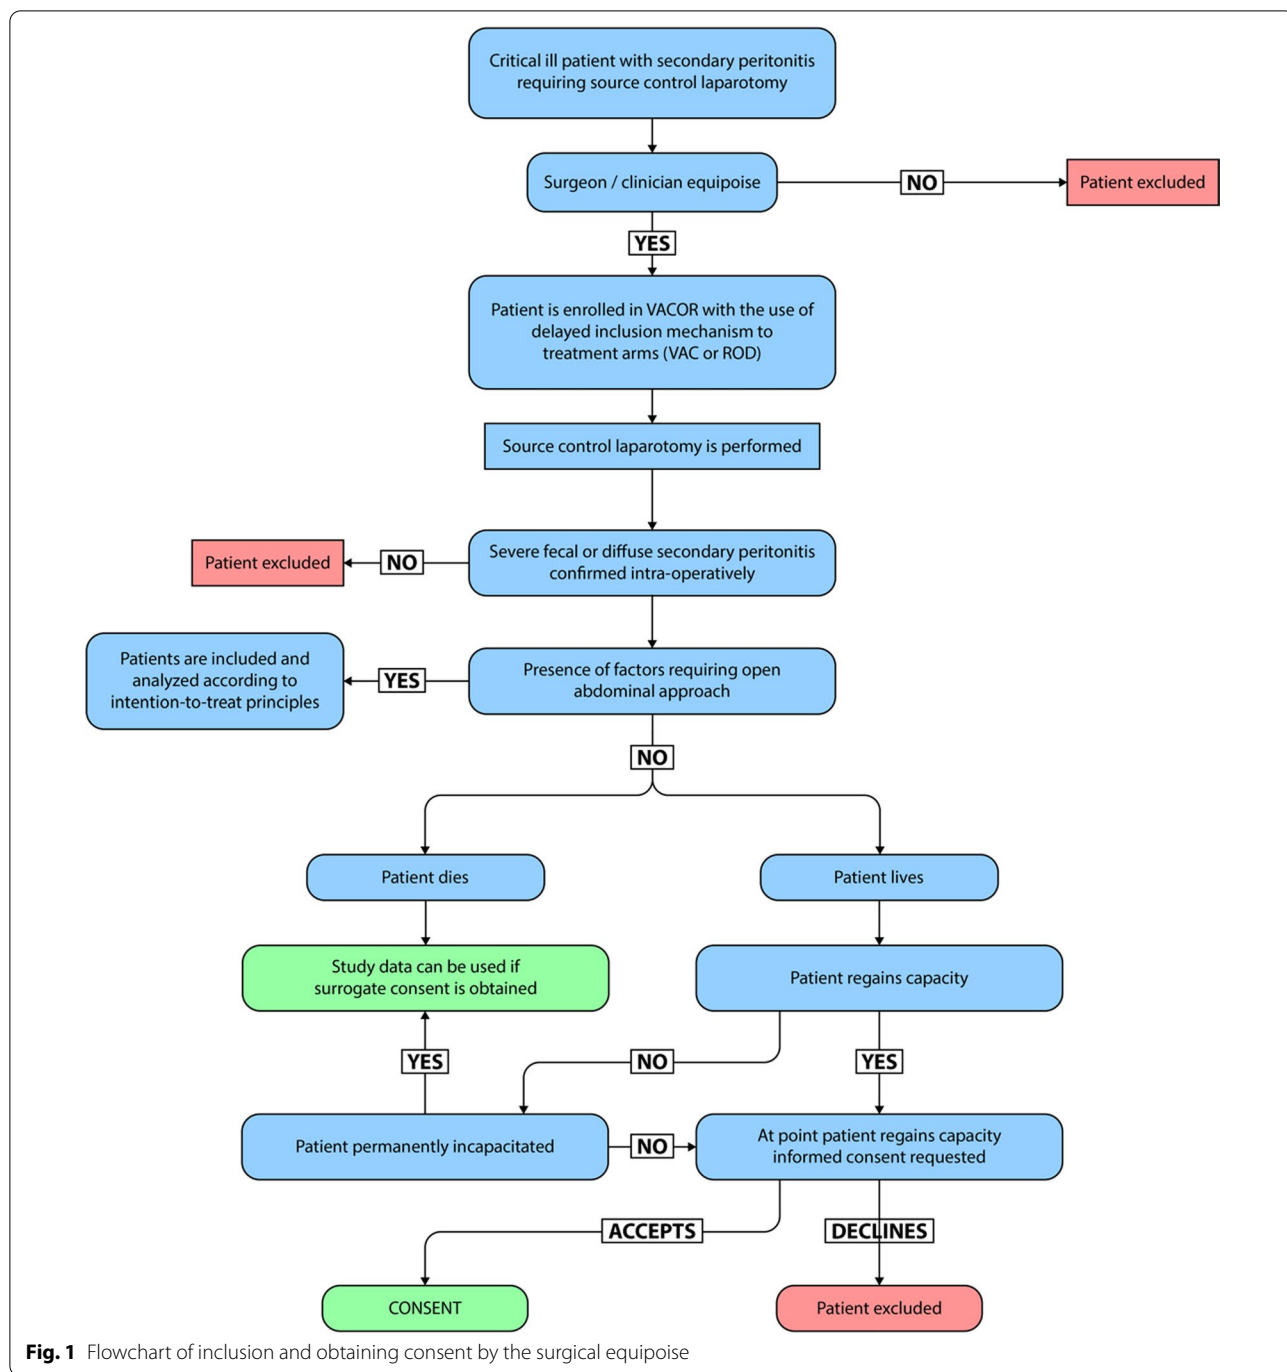 Critical ill patient with secondary peritonitis
requiring source control laparotomy
Surgeon / clinician equipoise
NO
Patient excluded
YES
Patient is enrolled in VACOR with the use of
delayed inclusion mechanism to
treatment arms (VAC or ROD)
Source control laparotomy is performed
Severe fecal or diffuse secondary peritonitis
confirmed intra-operatively
NO
Patient excluded
Presence of factors requiring open
abdominal approach
YES
Patients are included and
analyzed according to
intention-to-treat principles
NO
Patient dies
Patient lives
Study data can be used if
surrogate consent is obtained
Patient regains capacity
YES
NO
YES
Patient permanently incapacitated
NO
At point patient regains capacity
informed consent requested
ACCEPTS
DECLINES
CONSENT
Patient excluded
Fig. 1 Flowchart of inclusion and obtaining consent by the surgical equipoise